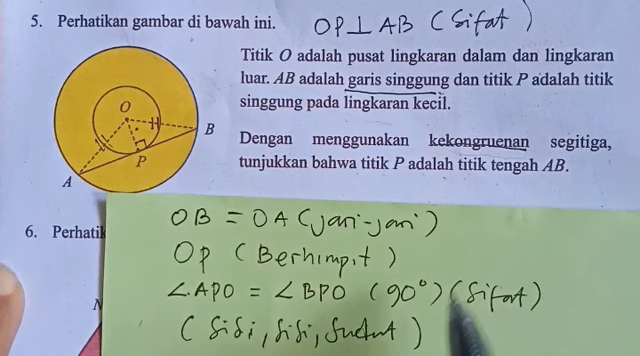 5. Perhatikan gambar di bawah ini. OP⊥AB (Sifat)
Titik O adalah pusat lingkaran dalam dan lingkaran
luar. AB adalah garis singgung dan titik P adalah titik
singgung pada lingkaran kecil.
Dengan menggunakan kekongruenan segitiga,
tunjukkan bahwa titik P adalah titik tengah AB.
O
B
P
A
6. Perhatik
OB = OA (jari-jari)
OP (Berhimpit)
∠APO = ∠BPO (90°) (Sifat)
(Sisi, Sisi, Sudut)